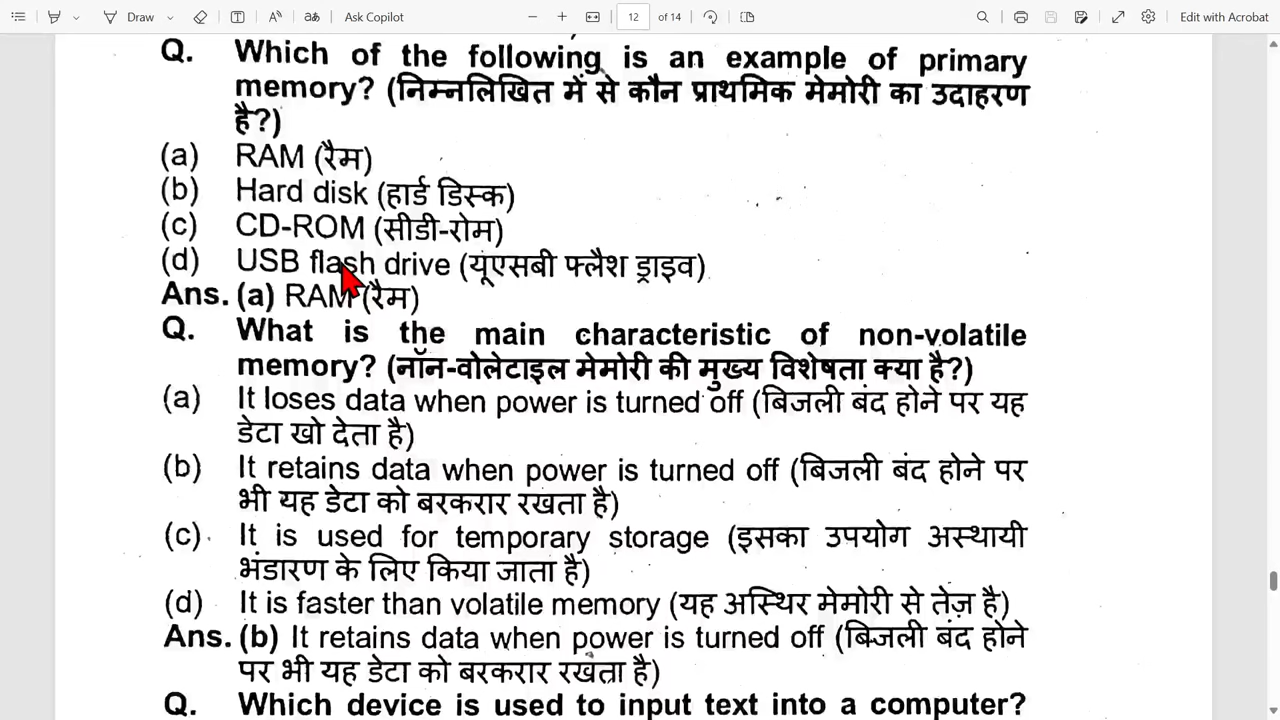 Draw
Ask Copilot
12 of 14
Edit with Acrobat
Q. Which of the following is an example of primary
memory? (निम्नलिखित में से कौन प्राथमिक मेमोरी का उदाहरण
है?)
(a) RAM (रैम)
(b) Hard disk (हार्ड डिस्क)
(c) CD-ROM (सीडी-रोम)
(d) USB flash drive (यूएसबी फ्लैश ड्राइव)
Ans. (a) RAM (रैम)
Q. What is the main characteristic of non-volatile
memory? (नॉन-वोलेटाइल मेमोरी की मुख्य विशेषता क्या है?)
(a) It loses data when power is turned off (बिजली बंद होने पर यह
डेटा खो देता है)
(b) It retains data when power is turned off (बिजली बंद होने पर
भी यह डेटा को बरकरार रखता है)
(c) It is used for temporary storage (इसका उपयोग अस्थायी
भंडारण के लिए किया जाता है)
(d) It is faster than volatile memory (यह अस्थिर मेमोरी से तेज़ है)
Ans. (b) It retains data when power is turned off (बिजली बंद होने
पर भी यह डेटा को बरकरार रखता है)
Q. Which device is used to input text into a computer?